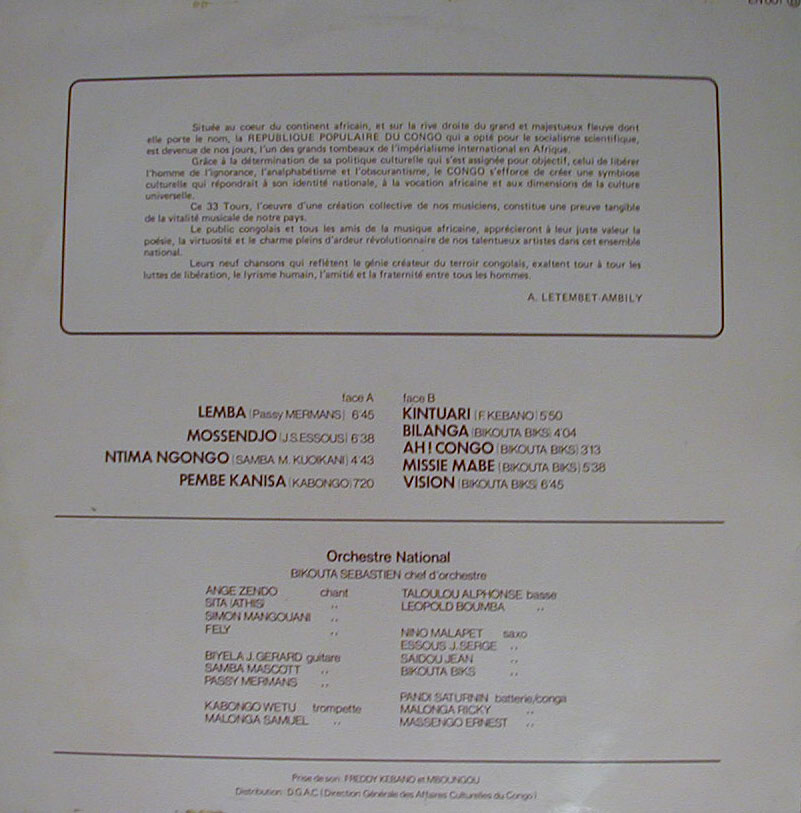 Située au coeur du continent africain, et sur la rive droite du grand et majestueux fleuve dont
elle porte le nom, la REPUBLIQUE POPULAIRE DU CONGO qui a opté pour le socialisme scientifique,
est devenue de nos jours, l'un des grands tombeaux de l'impérialisme international en Afrique.
Grâce à la détermination de sa politique culturelle qui s'est assignée pour objectif, celui de libérer
l'homme de l'ignorance, l'analphabétisme et l'obscurantisme, le CONGO s'efforce de créer une symbiose
culturelle qui répondrait à son identité nationale, à la vocation africaine et aux dimensions de la culture
universelle.
Ce 33 Tours, l'oeuvre d'une création collective de nos musiciens, constitue une preuve tangible
de la vitalité musicale de notre pays.
Le public congolais et tous les amis de la musique africaine, apprécieront à leur juste valeur la
poésie, la virtuosité et le charme pleins d'ardeur révolutionnaire de nos talentueux artistes dans cet ensemble
national.
Leurs neuf chansons qui reflètent le génie créateur du terroir congolais, exaltent tour à tour les
luttes de libération, le lyrisme humain, l'amitié et la fraternité entre tous les hommes.
A. LETEMBET-AMBILY
face A
LEMBA (Passy MERMANS) 6'45
MOSSENDJO (J.S.ESSOUS) 6'38
NTIMA NGONGO (SAMBA M. KUOIKANI) 4'43
PEMBE KANISA (KABONGO) 7'20
face B
KINTUARI (F. KEBANO) 5'50
BILANGA (BIKOUTA BIKS) 4'04
AH! CONGO (BIKOUTA BIKS) 3'13
MISSIE MABE (BIKOUTA BIKS) 5'38
VISION (BIKOUTA BIKS) 6'45
Orchestre National
BIKOUTA SEBASTIEN chef d'orchestre
ANGE ZENDO chant
SITA (ATHIS) ,,
SIMON MANGOUANI ,,
FELY ,,
BIYELA J. GERARD guitare
SAMBA MASCOTT ,,
PASSY MERMANS ,,
KABONGO WETU trompette
MALONGA SAMUEL ,,
TALOULOU ALPHONSE basse
LEOPOLD BOUMBA ,,
NINO MALAPET saxo
ESSOUS J. SERGE ,,
SAIDOU JEAN ,,
BIKOUTA BIKS ,,
PANDI SATURNIN batterie/conga
MALONGA RICKY ,,
MASSENGO ERNEST ,,
Prise de son: FREDDY KEBANO et MBOUNGOU
Distribution: D.G.A.C (Direction Générale des Affaires Culturelles du Congo)